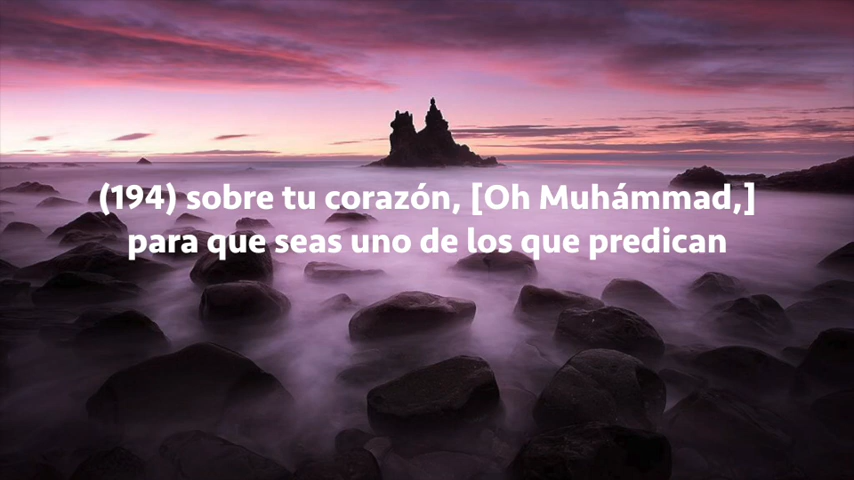 (194) sobre tu corazón, [Oh Muhámmad,]
para que seas uno de los que predican